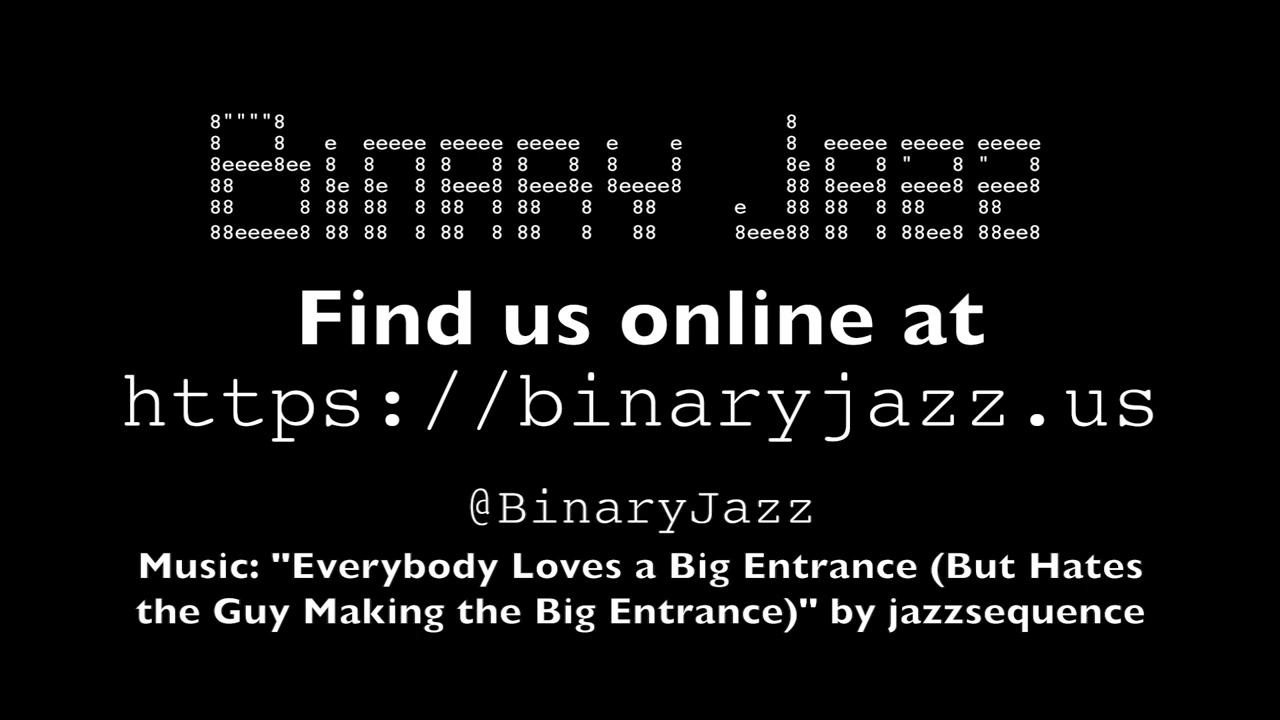 Binary Jazz
Find us online at
https://binaryjazz.us
@BinaryJazz
Music: "Everybody Loves a Big Entrance (But Hates
the Guy Making the Big Entrance)" by jazzsequence